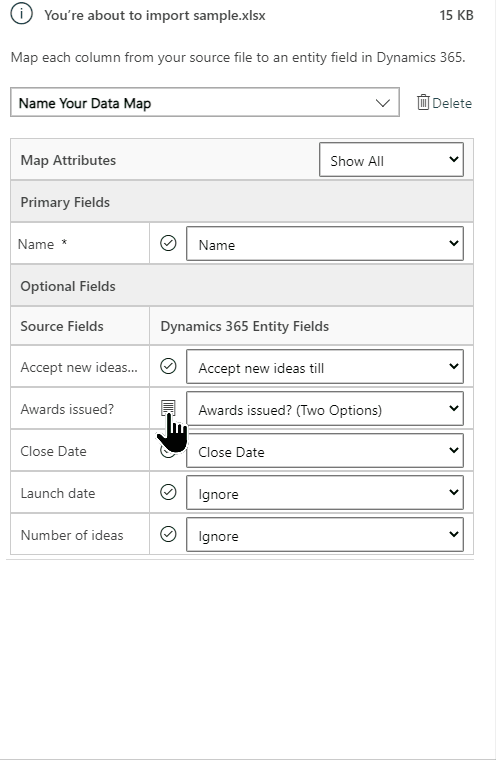 You're about to import sample.xlsx 15 KB
Map each column from your source file to an entity field in Dynamics 365.
Name Your Data Map Delete
Map Attributes Show All
Primary Fields
Name * Name
Optional Fields
Source Fields Dynamics 365 Entity Fields
Accept new ideas... Accept new ideas till
Awards issued? Awards issued? (Two Options)
Close Date Close Date
Launch date Ignore
Number of ideas Ignore